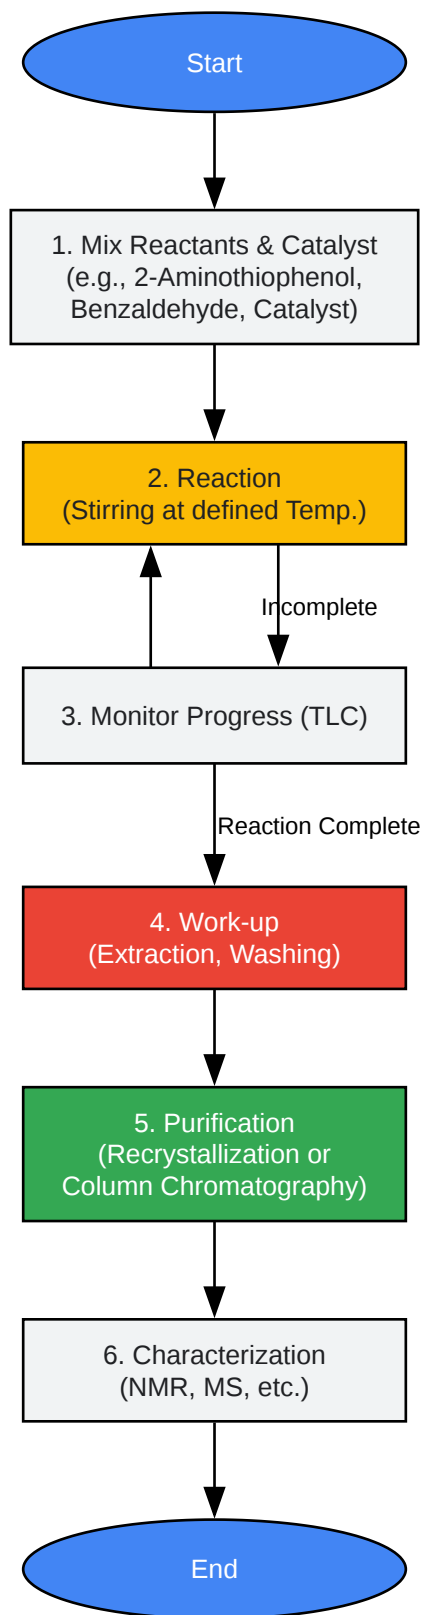 Start
1. Mix Reactants & Catalyst
(e.g., 2-Aminothiophenol,
Benzaldehyde, Catalyst)
2. Reaction
(Stirring at defined Temp.)
Incomplete
3. Monitor Progress (TLC)
Reaction Complete
4. Work-up
(Extraction, Washing)
5. Purification
(Recrystallization or
Column Chromatography)
6. Characterization
(NMR, MS, etc.)
End